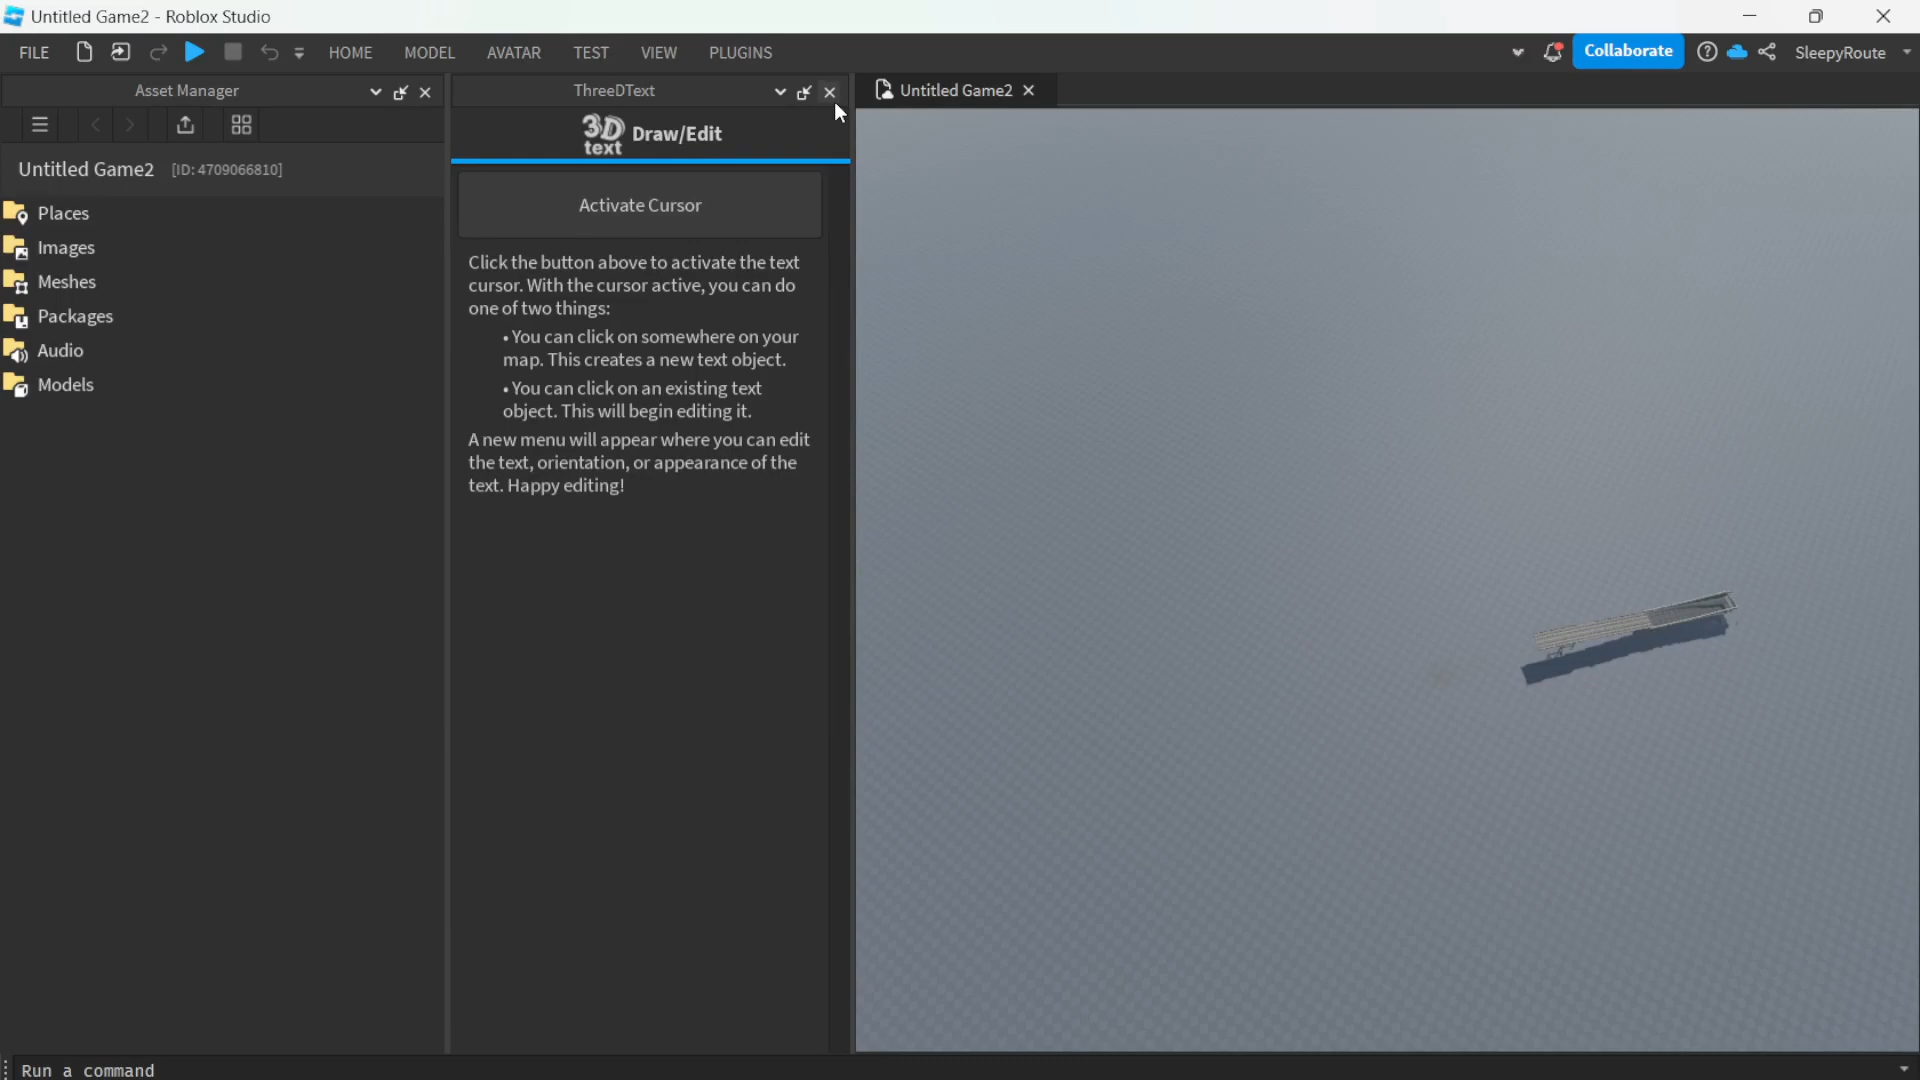 Untitled Game2 - Roblox Studio
FILE HOME MODEL AVATAR TEST VIEW PLUGINS Collaborate SleepyRoute
Asset Manager
ThreeDText
Untitled Game2
3D text Draw/Edit
Untitled Game2 [ID: 4709066810]
Places
Images
Meshes
Packages
Audio
Models
Activate Cursor
Click the button above to activate the text
cursor. With the cursor active, you can do
one of two things:
• You can click on somewhere on your
map. This creates a new text object.
• You can click on an existing text
object. This will begin editing it.
A new menu will appear where you can edit
the text, orientation, or appearance of the
text. Happy editing!
Run a command